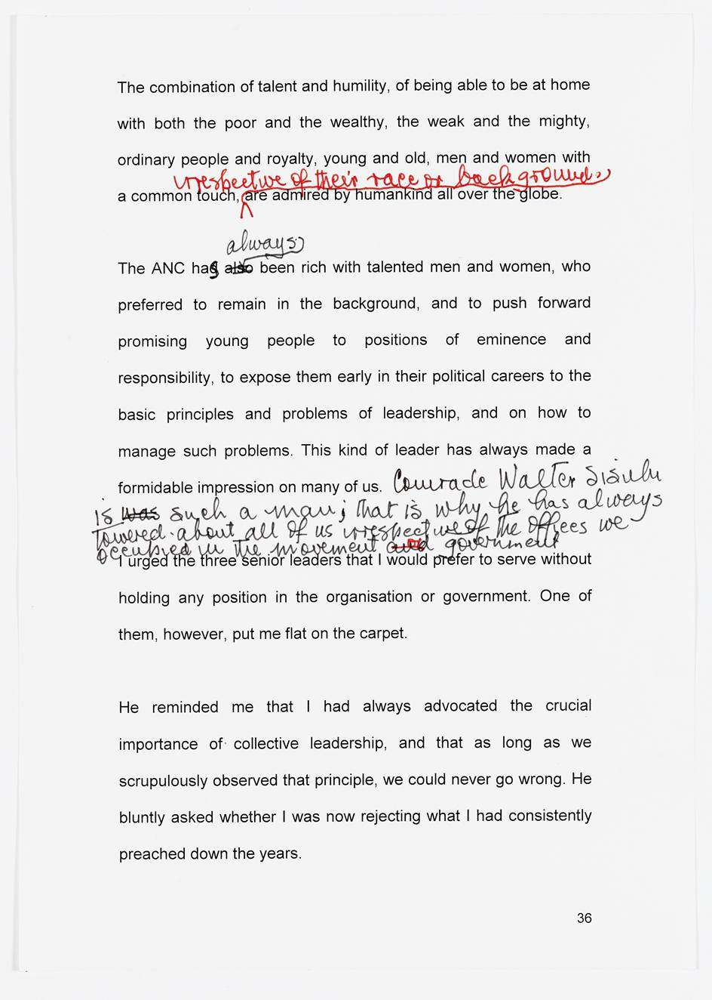 The combination of talent and humility, of being able to be at home
with both the poor and the wealthy, the weak and the mighty,
ordinary people and royalty, young and old, men and women with
irrespective of their race or background,
a common touch, are admired by humankind all over the globe.
always
The ANC has also been rich with talented men and women, who
preferred to remain in the background, and to push forward
promising young people to positions of eminence and
responsibility, to expose them early in their political careers to the
basic principles and problems of leadership, and on how to
manage such problems. This kind of leader has always made a
formidable impression on many of us. Comrade Walter Sisulu
is was such a man; that is why he has always
towered above all of us irrespective of the offices we
occupied in the movement government
I urged the three senior leaders that I would prefer to serve without
holding any position in the organisation or government. One of
them, however, put me flat on the carpet.
He reminded me that I had always advocated the crucial
importance of collective leadership, and that as long as we
scrupulously observed that principle, we could never go wrong. He
bluntly asked whether I was now rejecting what I had consistently
preached down the years.
36